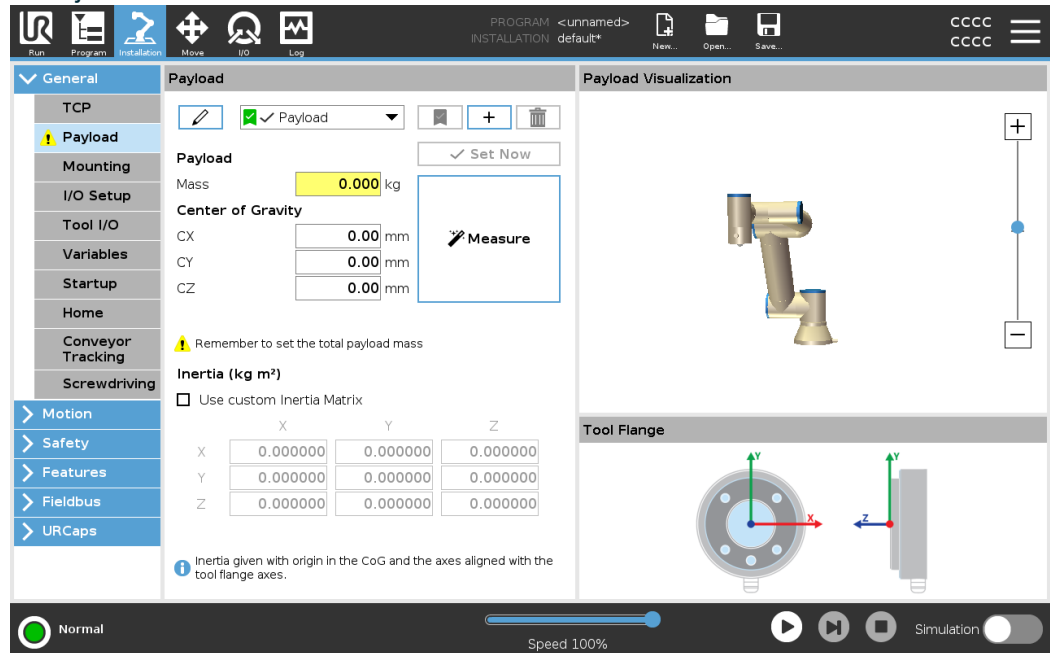 PROGRAM <unnamed>
INSTALLATION default*
CCCC
CCCC
Run
Program
Installation
Move
I/O
Log
New...
Open...
Save...
General
TCP
Payload
Mounting
I/O Setup
Tool I/O
Variables
Startup
Home
Conveyor
Tracking
Screwdriving
Motion
Safety
Features
Fieldbus
URCaps
Payload
Payload
Set Now
Payload
Mass 0.000 kg
Center of Gravity
CX 0.00 mm
CY 0.00 mm
CZ 0.00 mm
Measure
Remember to set the total payload mass
Inertia (kg m²)
Use custom Inertia Matrix
X Y Z
X 0.000000 0.000000 0.000000
Y 0.000000 0.000000 0.000000
Z 0.000000 0.000000 0.000000
Inertia given with origin in the CoG and the axes aligned with the
tool flange axes.
Payload Visualization
+
−
Tool Flange
Y
X
Y
Z
Normal
Speed 100%
Simulation